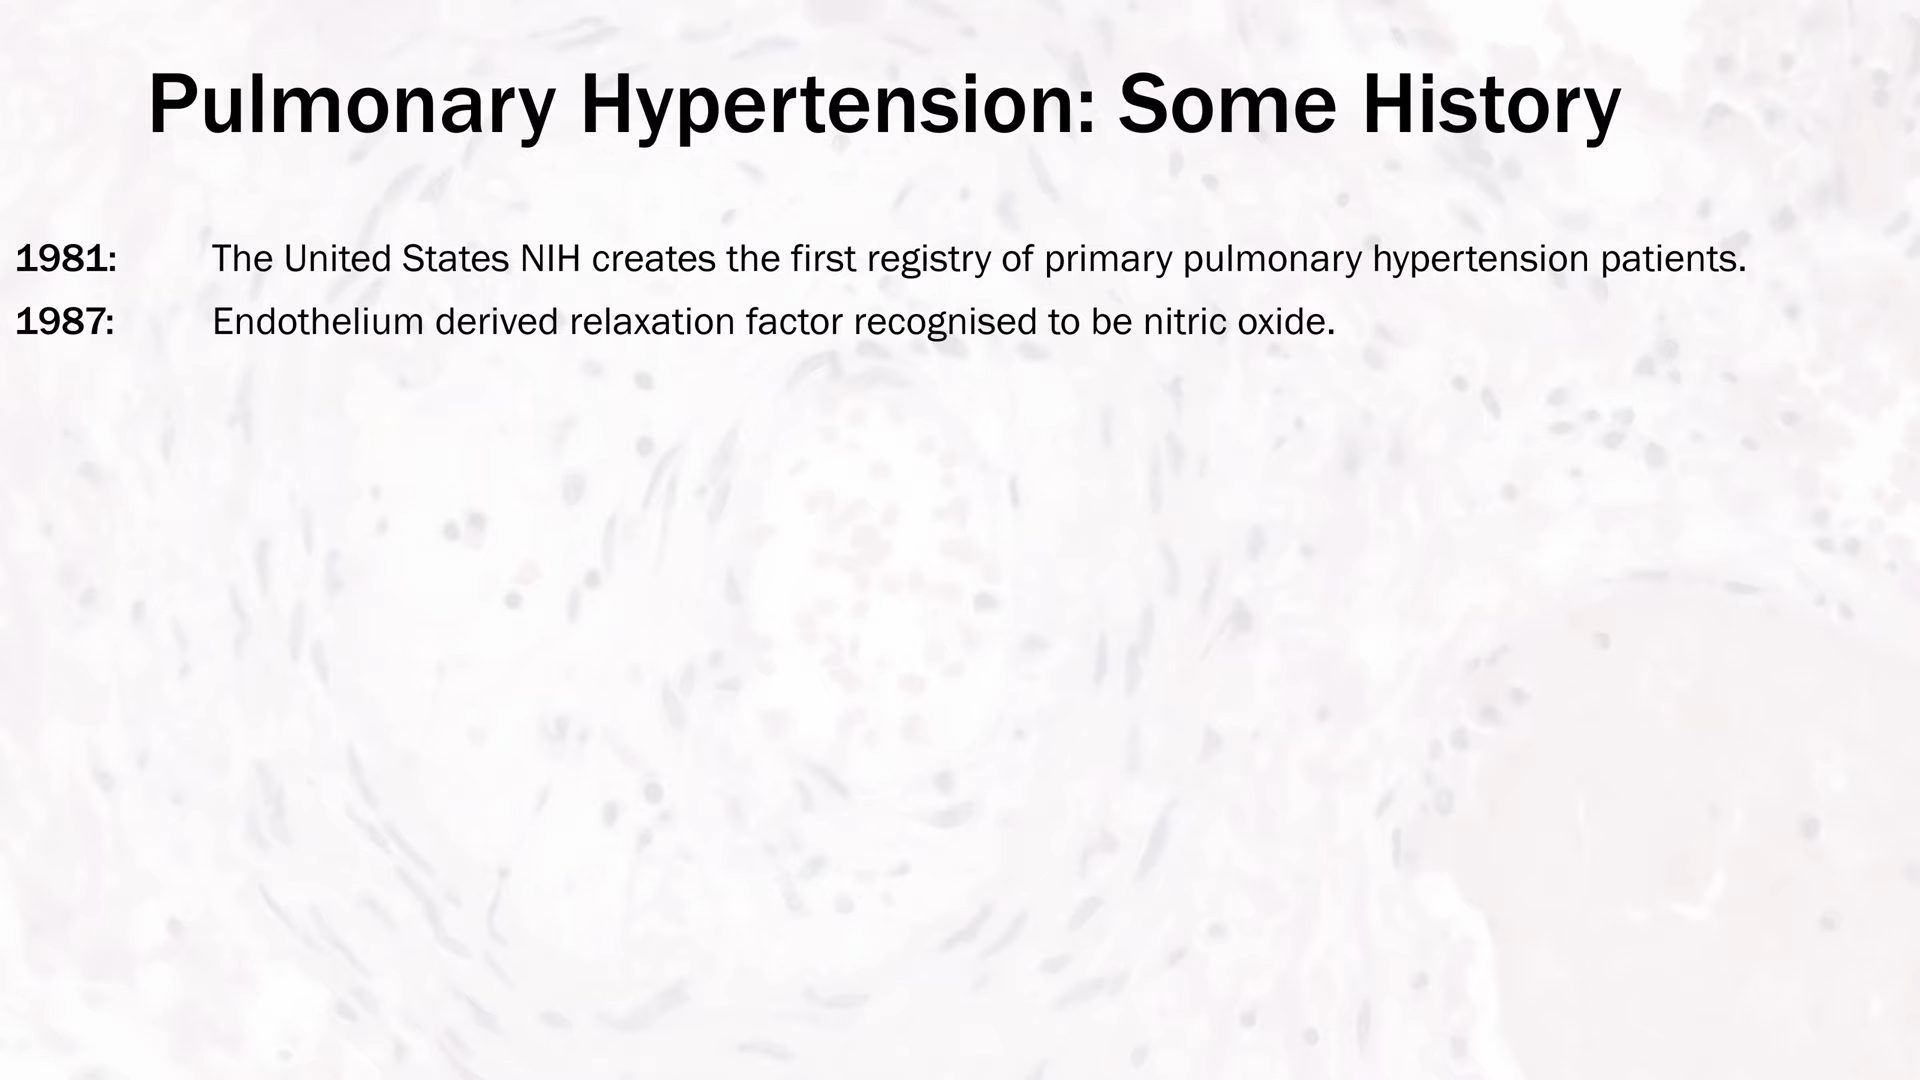 Pulmonary Hypertension: Some History
1981: The United States NIH creates the first registry of primary pulmonary hypertension patients.
1987: Endothelium derived relaxation factor recognised to be nitric oxide.